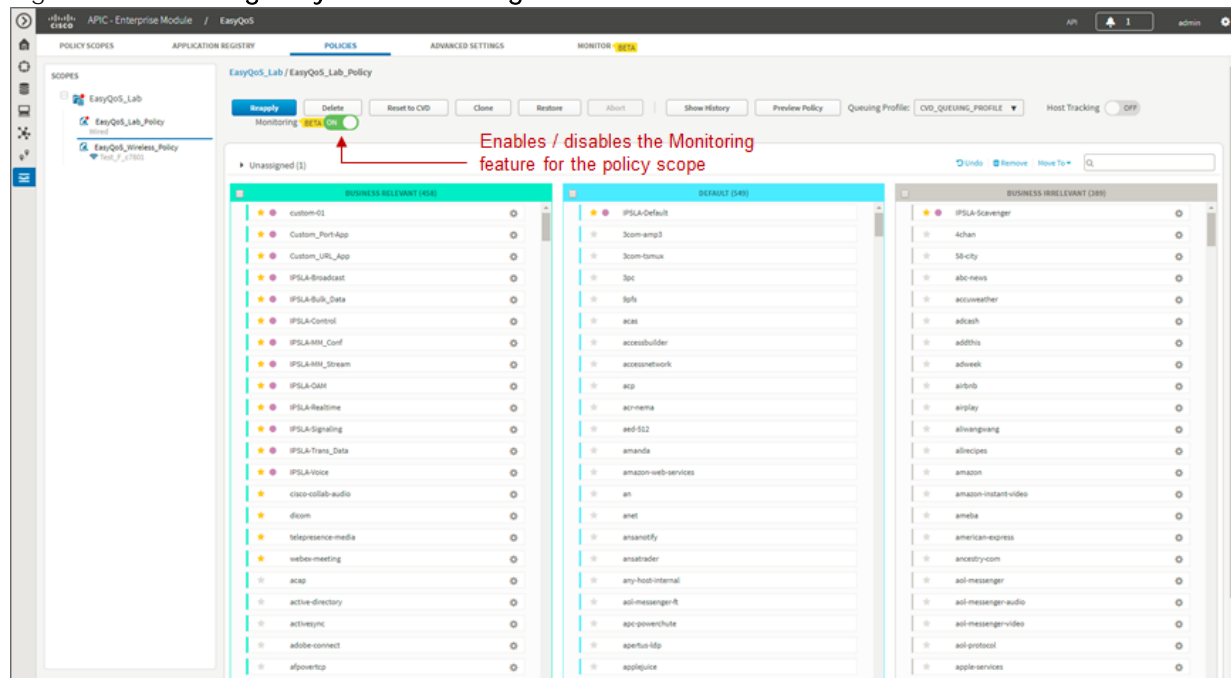 CISCO APIC - Enterprise Module / EasyQoS API 1 admin
POLICY SCOPES APPLICATION REGISTRY POLICIES ADVANCED SETTINGS MONITOR BETA
SCOPES
EasyQoS_Lab
EasyQoS_Lab_Policy
Wired
EasyQoS_Wireless_Policy
Test_F_c7801
EasyQoS_Lab / EasyQoS_Lab_Policy
Reapply Delete Reset to CVD Clone Restore Abort Show History Preview Policy Queuing Profile: CVD_QUEUING_PROFILE Host Tracking OFF
Monitoring BETA ON
Enables / disables the Monitoring
feature for the policy scope
Unassigned (1) Undo Remove Move To
BUSINESS RELEVANT (458)
custom-01
Custom_Port-App
Custom_URL_App
IPSLA-Broadcast
IPSLA-Bulk_Data
IPSLA-Control
IPSLA-MM_Conf
IPSLA-MM_Stream
IPSLA-OAM
IPSLA-Realtime
IPSLA-Signaling
IPSLA-Trans_Data
IPSLA-Voice
cisco-collab-audio
dicom
telepresence-media
webex-meeting
acap
active-directory
activesync
adobe-connect
afpovertcp
DEFAULT (549)
IPSLA-Default
3com-amp3
3com-tsmux
3pc
9pfs
acas
accessbuilder
accessnetwork
acp
acr-nema
aed-512
amanda
amazon-web-services
an
anet
ansanotify
ansatrader
any-host-internal
aol-messenger-ft
apc-powerchute
apertus-ldp
applejuice
BUSINESS IRRELEVANT (389)
IPSLA-Scavenger
4chan
58-city
abc-news
accuweather
adcash
addthis
adweek
airbnb
airplay
aliwangwang
allrecipes
amazon
amazon-instant-video
ameba
american-express
ancestry-com
aol-messenger
aol-messenger-audio
aol-messenger-video
aol-protocol
apple-services